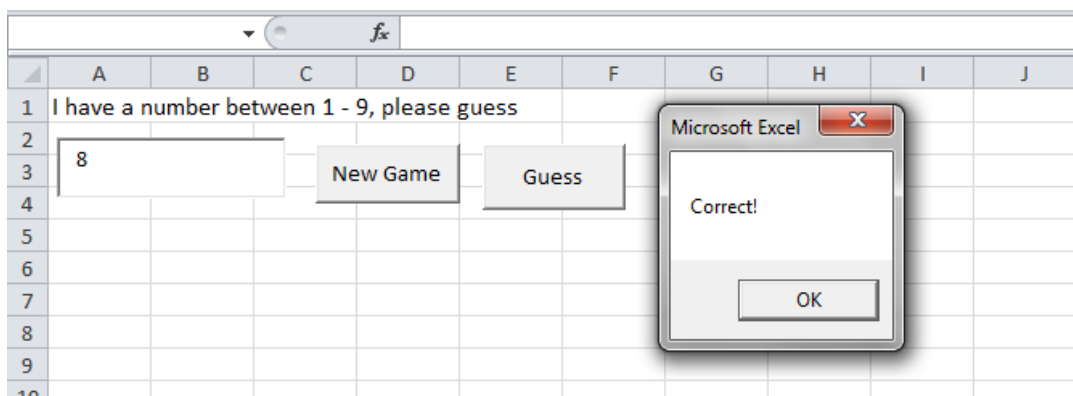 fx
A B C D E F G H I J
1 I have a number between 1 - 9, please guess
2
3
4
5
6
7
8
9
10
8
New Game
Guess
Microsoft Excel
Correct!
OK